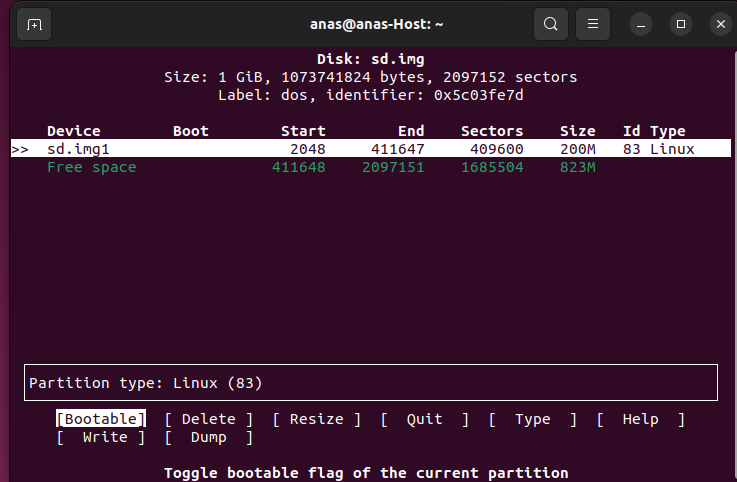 anas@anas-Host: ~
Disk: sd.img
Size: 1 GiB, 1073741824 bytes, 2097152 sectors
Label: dos, identifier: 0x5c03fe7d
Device Boot Start End Sectors Size Id Type
>> sd.img1 2048 411647 409600 200M 83 Linux
Free space 411648 2097151 1685504 823M
Partition type: Linux (83)
[Bootable] [ Delete ] [ Resize ] [ Quit ] [ Type ] [ Help ]
[ Write ] [ Dump ]
Toggle bootable flag of the current partition